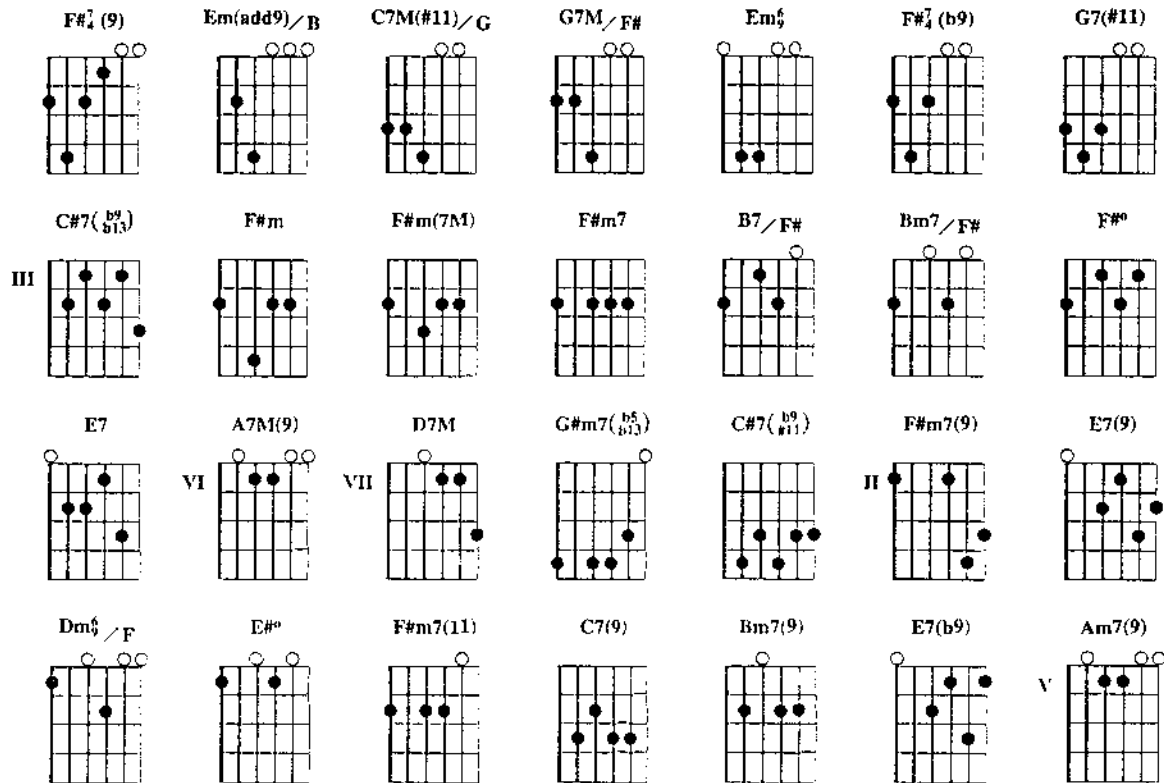 F#7/4 (9) Em(add9)/B C7M(#11)/G G7M/F# Em6/9 F#7/4 (b9) G7(#11)
C#7(b9/b13) F#m F#m(7M) F#m7 B7/F# Bm7/F# F#º
III
E7 A7M(9) D7M G#m7(b5/b13) C#7(b9/#11) F#m7(9) E7(9)
VI VII II
Dm6/9/F E#º F#m7(11) C7(9) Bm7(9) E7(b9) Am7(9)
V